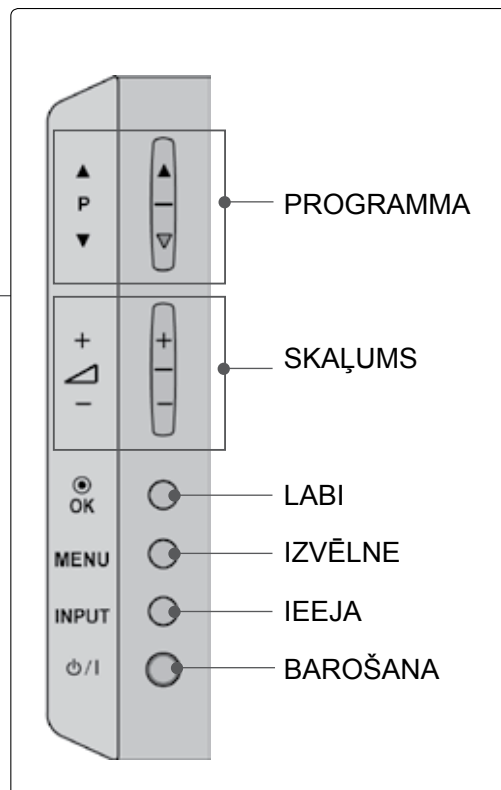 ▲
P
▼
PROGRAMMA
+
−
SKAĻUMS
OK
LABI
MENU
IZVĒLNE
INPUT
IEEJA
⏻/I
BAROŠANA